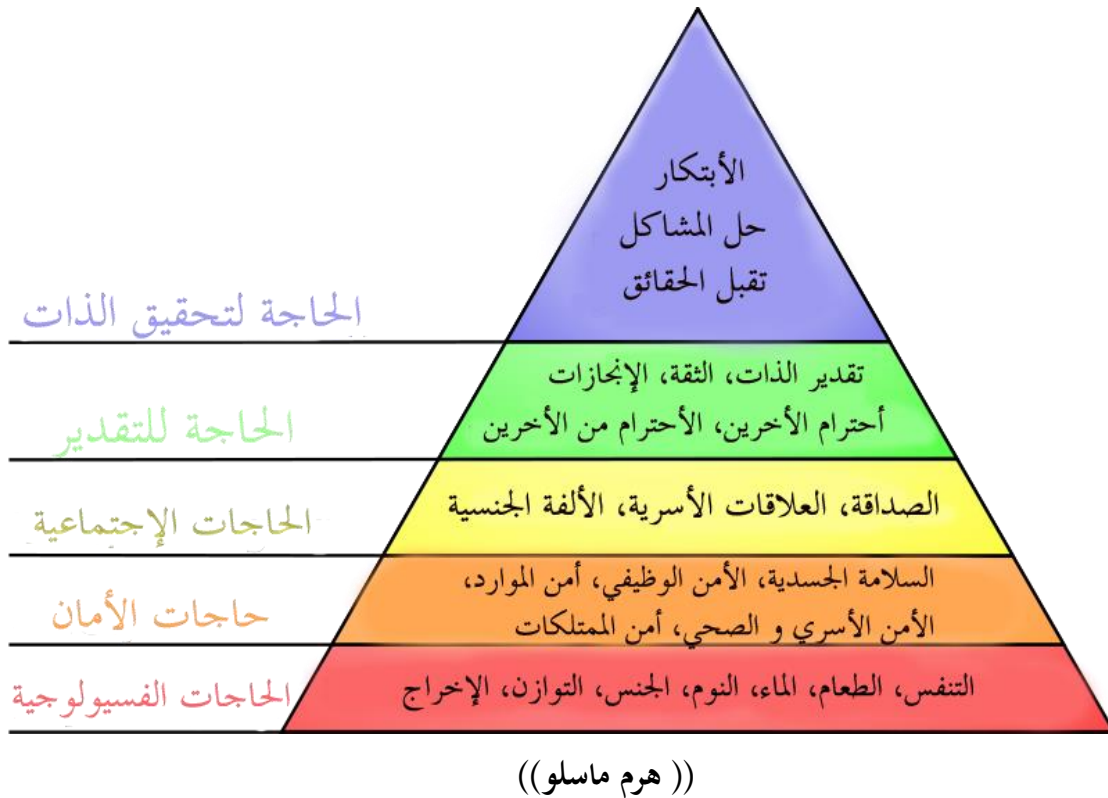 الأبتكار
حل المشاكل
تقبل الحقائق
الحاجة لتحقيق الذات
تقدير الذات، الثقة، الإنجازات
أحترام الأخرين، الأحترام من الأخرين
الحاجة للتقدير
الصداقة، العلاقات الأسرية، الألفة الجنسية
الحاجات الإجتماعية
السلامة الجسدية، الأمن الوظيفي، أمن الموارد،
الأمن الأسري و الصحي، أمن الممتلكات
حاجات الأمان
التنفس، الطعام، الماء، النوم، الجنس، التوازن، الإخراج
الحاجات الفسيولوجية
(( هرم ماسلو))